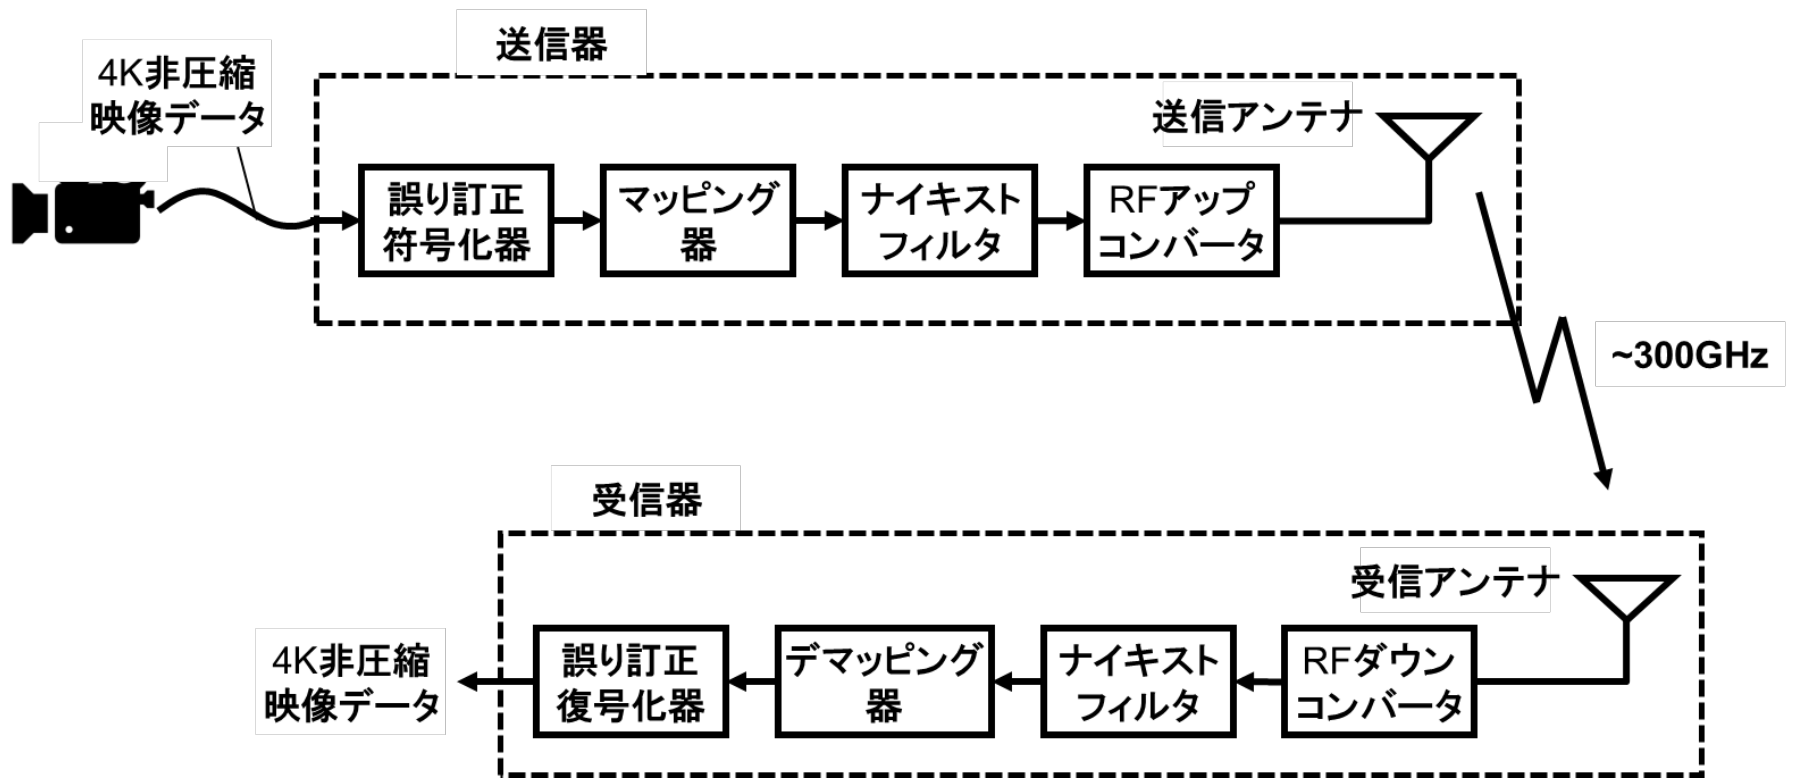 送信器
4K非圧縮
映像データ
送信アンテナ
誤り訂正
符号化器
マッピング
器
ナイキスト
フィルタ
RFアップ
コンバータ
~300GHz
受信器
受信アンテナ
4K非圧縮
映像データ
誤り訂正
復号化器
デマッピング
器
ナイキスト
フィルタ
RFダウン
コンバータ